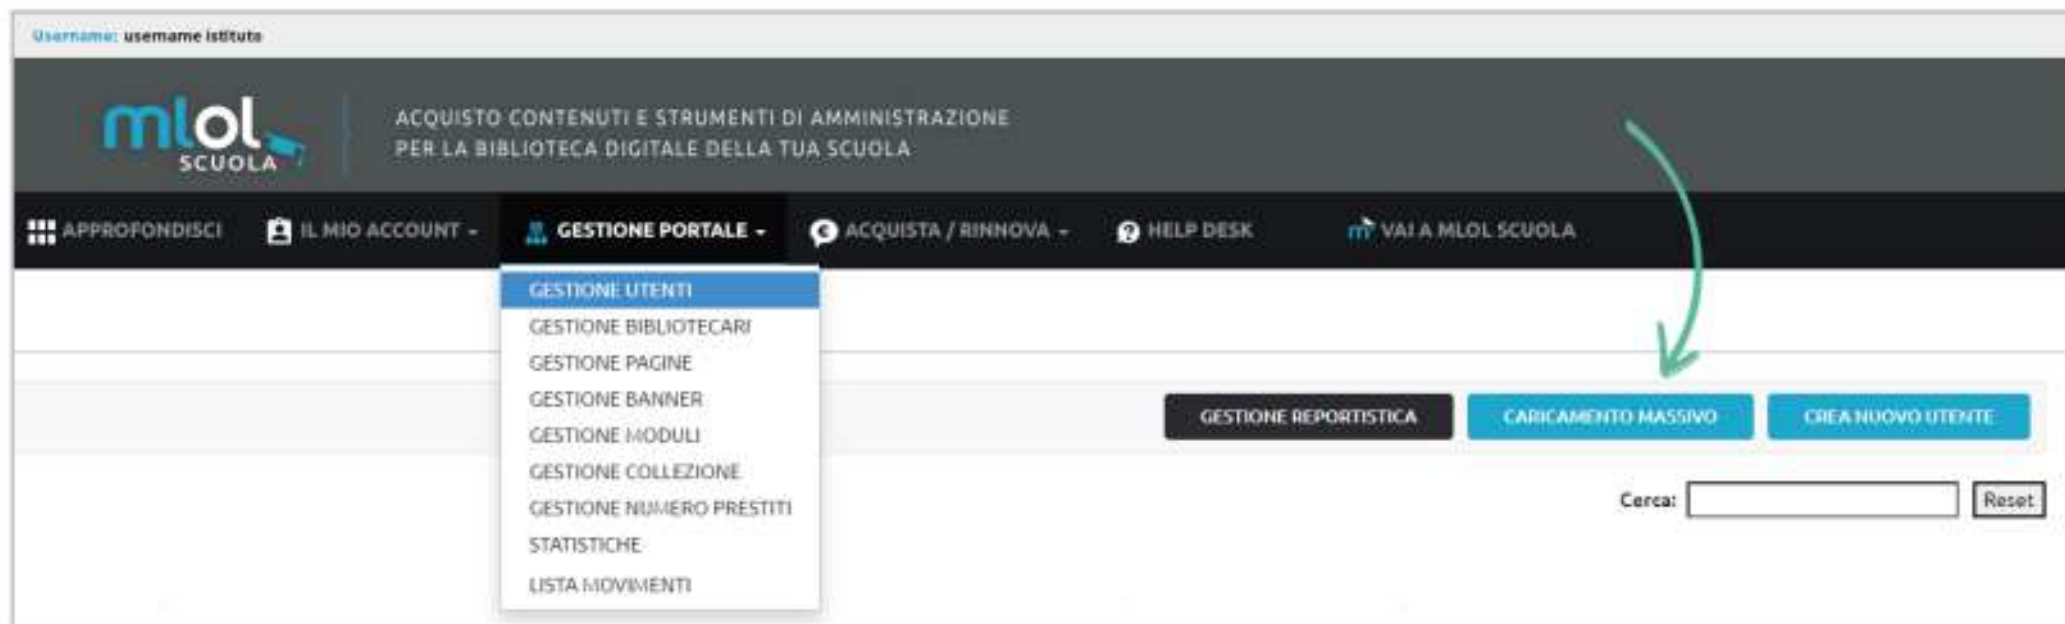 Username: username istituto
mlol
SCUOLA
ACQUISTO CONTENUTI E STRUMENTI DI AMMINISTRAZIONE
PER LA BIBLIOTECA DIGITALE DELLA TUA SCUOLA
APPROFONDISCI IL MIO ACCOUNT GESTIONE PORTALE ACQUISTA / RINNOVA HELP DESK VAI A MLOL SCUOLA
GESTIONE UTENTI
GESTIONE BIBLIOTECARI
GESTIONE PAGINE
GESTIONE BANNER
GESTIONE MODULI
GESTIONE COLLEZIONE
GESTIONE NUMERO PRESTITI
STATISTICHE
LISTA MOVIMENTI
GESTIONE REPORTISTICA CARICAMENTO MASSIVO CREA NUOVO UTENTE
Cerca: Reset